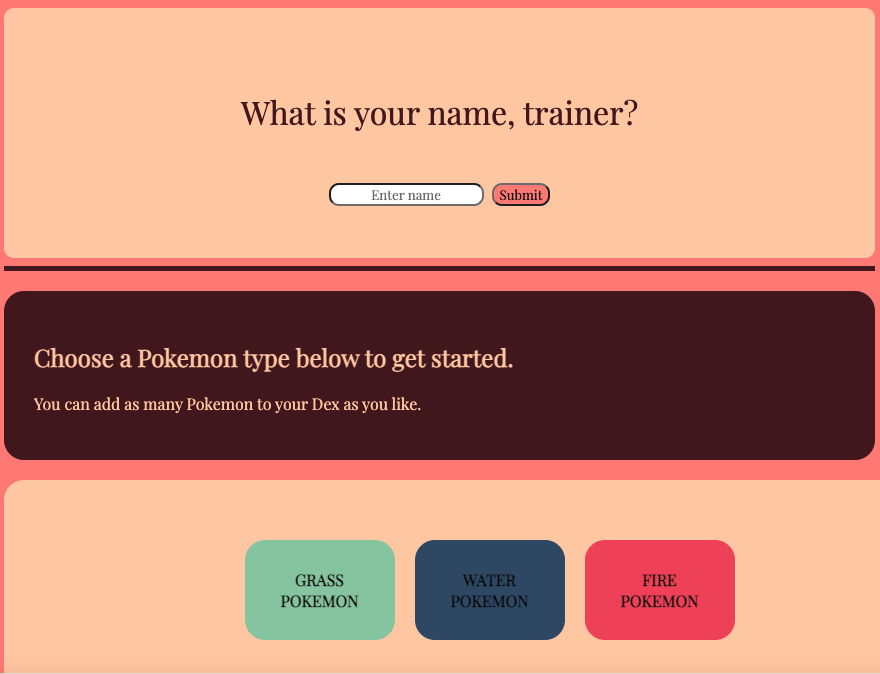 What is your name, trainer?
Enter name
Submit
Choose a Pokemon type below to get started.
You can add as many Pokemon to your Dex as you like.
GRASS
POKEMON
WATER
POKEMON
FIRE
POKEMON